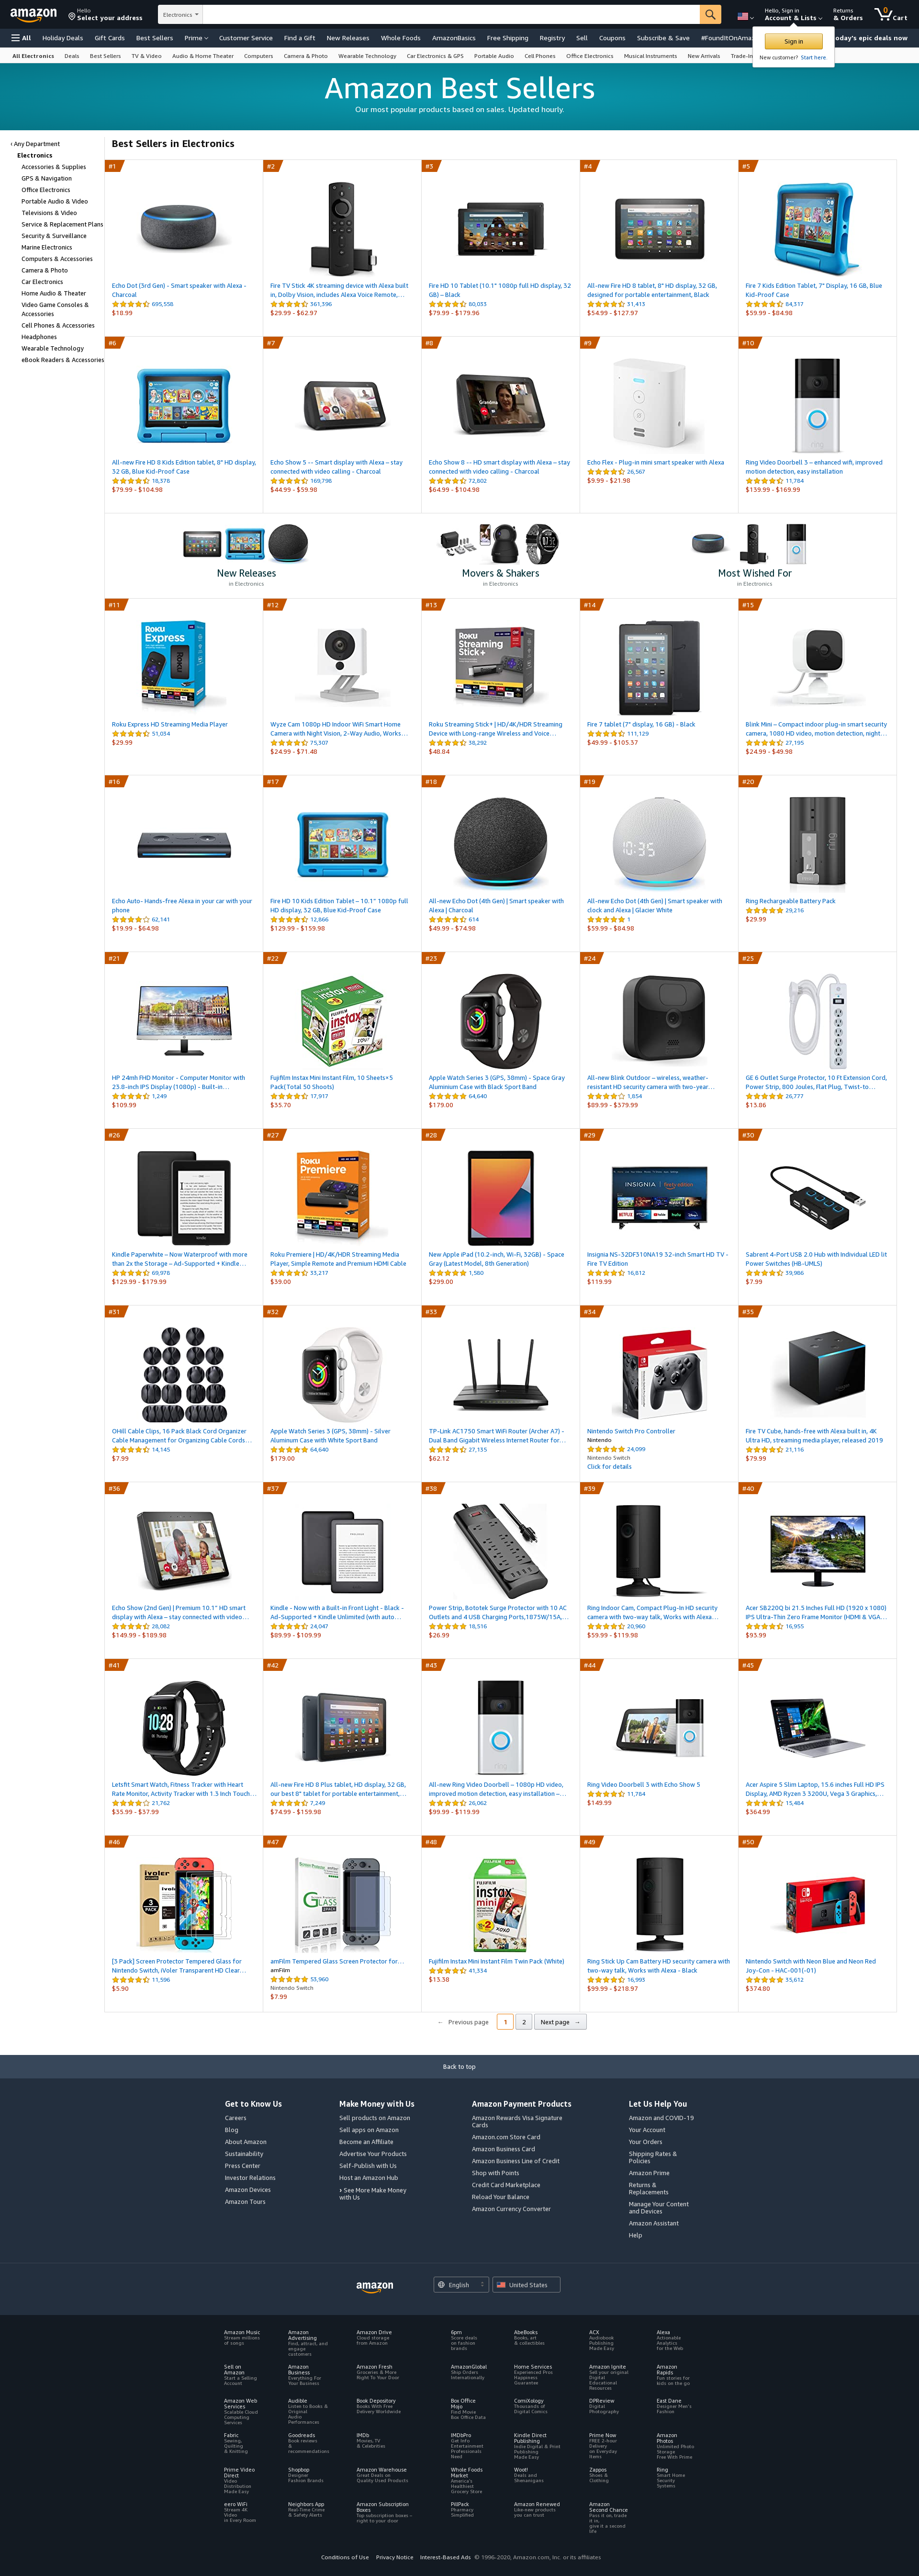 amazon
Hello
Select your address
Electronics
Hello, Sign in
Account & Lists
Returns
& Orders
0
Cart
All
Holiday Deals
Gift Cards
Best Sellers
Prime
Customer Service
Find a Gift
New Releases
Whole Foods
AmazonBasics
Free Shipping
Registry
Sell
Coupons
Subscribe & Save
#FoundItOnAma
oday's epic deals now
Sign in
New customer? Start here.
All Electronics
Deals
Best Sellers
TV & Video
Audio & Home Theater
Computers
Camera & Photo
Wearable Technology
Car Electronics & GPS
Portable Audio
Cell Phones
Office Electronics
Musical Instruments
New Arrivals
Trade-In
Amazon Best Sellers
Our most popular products based on sales. Updated hourly.
‹ Any Department
Electronics
Accessories & Supplies
GPS & Navigation
Office Electronics
Portable Audio & Video
Televisions & Video
Service & Replacement Plans
Security & Surveillance
Marine Electronics
Computers & Accessories
Camera & Photo
Car Electronics
Home Audio & Theater
Video Game Consoles &
Accessories
Cell Phones & Accessories
Headphones
Wearable Technology
eBook Readers & Accessories
Best Sellers in Electronics
#1
Echo Dot (3rd Gen) - Smart speaker with Alexa -
Charcoal
695,558
$18.99
#2
Fire TV Stick 4K streaming device with Alexa built
in, Dolby Vision, includes Alexa Voice Remote,…
361,396
$29.99 - $62.97
#3
Fire HD 10 Tablet (10.1" 1080p full HD display, 32
GB) – Black
80,033
$79.99 - $179.96
#4
All-new Fire HD 8 tablet, 8" HD display, 32 GB,
designed for portable entertainment, Black
31,413
$54.99 - $127.97
#5
Fire 7 Kids Edition Tablet, 7" Display, 16 GB, Blue
Kid-Proof Case
84,317
$59.99 - $84.98
#6
All-new Fire HD 8 Kids Edition tablet, 8" HD display,
32 GB, Blue Kid-Proof Case
18,378
$79.99 - $104.98
#7
Echo Show 5 -- Smart display with Alexa – stay
connected with video calling - Charcoal
169,798
$44.99 - $59.98
#8
Grandma
Echo Show 8 -- HD smart display with Alexa – stay
connected with video calling - Charcoal
72,802
$64.99 - $104.98
#9
Echo Flex - Plug-in mini smart speaker with Alexa
26,567
$9.99 - $21.98
#10
ring
Ring Video Doorbell 3 – enhanced wifi, improved
motion detection, easy installation
11,784
$139.99 - $169.99
New Releases
in Electronics
Movers & Shakers
in Electronics
Most Wished For
in Electronics
#11
Roku
Express
Roku Express HD Streaming Media Player
51,034
$29.99
#12
Wyze Cam 1080p HD Indoor WiFi Smart Home
Camera with Night Vision, 2-Way Audio, Works…
75,307
$24.99 - $71.48
#13
Roku
Streaming
Stick+
Roku Streaming Stick+ | HD/4K/HDR Streaming
Device with Long-range Wireless and Voice…
38,292
$48.84
#14
Fire 7 tablet (7" display, 16 GB) - Black
111,129
$49.99 - $105.37
#15
Blink Mini – Compact indoor plug-in smart security
camera, 1080 HD video, motion detection, night…
27,195
$24.99 - $49.98
#16
Echo Auto- Hands-free Alexa in your car with your
phone
62,141
$19.99 - $64.98
#17
Fire HD 10 Kids Edition Tablet – 10.1" 1080p full
HD display, 32 GB, Blue Kid-Proof Case
12,866
$129.99 - $159.98
#18
All-new Echo Dot (4th Gen) | Smart speaker with
Alexa | Charcoal
614
$49.99 - $74.98
#19
10:35
All-new Echo Dot (4th Gen) | Smart speaker with
clock and Alexa | Glacier White
1
$59.99 - $84.98
#20
ring
Ring Rechargeable Battery Pack
29,216
$29.99
#21
HP 24mh FHD Monitor - Computer Monitor with
23.8-inch IPS Display (1080p) - Built-in…
1,249
$109.99
#22
instax mini
Fujifilm Instax Mini Instant Film, 10 Sheets×5
Pack(Total 50 Shoots)
17,917
$35.70
#23
Apple Watch Series 3 (GPS, 38mm) - Space Gray
Aluminium Case with Black Sport Band
64,640
$179.00
#24
All-new Blink Outdoor – wireless, weather-
resistant HD security camera with two-year…
1,854
$89.99 - $379.99
#25
GE 6 Outlet Surge Protector, 10 Ft Extension Cord,
Power Strip, 800 Joules, Flat Plug, Twist-to…
26,777
$13.86
#26
Kindle Paperwhite – Now Waterproof with more
than 2x the Storage – Ad-Supported + Kindle…
69,978
$129.99 - $179.99
#27
Roku
Premiere
Roku Premiere | HD/4K/HDR Streaming Media
Player, Simple Remote and Premium HDMI Cable
33,217
$39.00
#28
New Apple iPad (10.2-inch, Wi-Fi, 32GB) - Space
Gray (Latest Model, 8th Generation)
1,580
$299.00
#29
INSIGNIA
Insignia NS-32DF310NA19 32-inch Smart HD TV -
Fire TV Edition
16,812
$119.99
#30
Sabrent 4-Port USB 2.0 Hub with Individual LED lit
Power Switches (HB-UMLS)
39,986
$7.99
#31
OHill Cable Clips, 16 Pack Black Cord Organizer
Cable Management for Organizing Cable Cords…
14,145
$7.99
#32
Apple Watch Series 3 (GPS, 38mm) - Silver
Aluminum Case with White Sport Band
64,640
$179.00
#33
TP-Link AC1750 Smart WiFi Router (Archer A7) -
Dual Band Gigabit Wireless Internet Router for…
27,135
$62.12
#34
Nintendo Switch Pro Controller
Nintendo
24,099
Nintendo Switch
Click for details
#35
Fire TV Cube, hands-free with Alexa built in, 4K
Ultra HD, streaming media player, released 2019
21,116
$79.99
#36
Echo Show (2nd Gen) | Premium 10.1" HD smart
display with Alexa – stay connected with video…
28,082
$149.99 - $189.98
#37
Kindle - Now with a Built-in Front Light - Black -
Ad-Supported + Kindle Unlimited (with auto…
24,047
$89.99 - $109.99
#38
Power Strip, Bototek Surge Protector with 10 AC
Outlets and 4 USB Charging Ports,1875W/15A,…
18,516
$26.99
#39
Ring Indoor Cam, Compact Plug-In HD security
camera with two-way talk, Works with Alexa…
20,960
$59.99 - $119.98
#40
Acer SB220Q bi 21.5 Inches Full HD (1920 x 1080)
IPS Ultra-Thin Zero Frame Monitor (HDMI & VGA…
16,955
$93.99
#41
10:28
Letsfit Smart Watch, Fitness Tracker with Heart
Rate Monitor, Activity Tracker with 1.3 Inch Touch…
21,762
$35.99 - $37.99
#42
All-new Fire HD 8 Plus tablet, HD display, 32 GB,
our best 8" tablet for portable entertainment,…
7,249
$74.99 - $159.98
#43
ring
All-new Ring Video Doorbell – 1080p HD video,
improved motion detection, easy installation –…
26,062
$99.99 - $119.99
#44
Ring Video Doorbell 3 with Echo Show 5
11,784
$149.99
#45
Acer Aspire 5 Slim Laptop, 15.6 inches Full HD IPS
Display, AMD Ryzen 3 3200U, Vega 3 Graphics,…
15,484
$364.99
#46
ivoler
3
PACK
[3 Pack] Screen Protector Tempered Glass for
Nintendo Switch, iVoler Transparent HD Clear…
11,596
$5.90
#47
GLASS
amFilm Tempered Glass Screen Protector for…
amFilm
53,960
Nintendo Switch
$7.99
#48
FUJIFILM
instax
mini
Fujifilm Instax Mini Instant Film Twin Pack (White)
41,334
$13.38
#49
Ring Stick Up Cam Battery HD security camera with
two-way talk, Works with Alexa - Black
16,993
$99.99 - $218.97
#50
Nintendo Switch with Neon Blue and Neon Red
Joy-Con - HAC-001(-01)
35,612
$374.80
← Previous page
1
2
Next page →
Back to top
Get to Know Us
Careers
Blog
About Amazon
Sustainability
Press Center
Investor Relations
Amazon Devices
Amazon Tours
Make Money with Us
Sell products on Amazon
Sell apps on Amazon
Become an Affiliate
Advertise Your Products
Self-Publish with Us
Host an Amazon Hub
› See More Make Money
with Us
Amazon Payment Products
Amazon Rewards Visa Signature
Cards
Amazon.com Store Card
Amazon Business Card
Amazon Business Line of Credit
Shop with Points
Credit Card Marketplace
Reload Your Balance
Amazon Currency Converter
Let Us Help You
Amazon and COVID-19
Your Account
Your Orders
Shipping Rates &
Policies
Amazon Prime
Returns &
Replacements
Manage Your Content
and Devices
Amazon Assistant
Help
amazon
English
United States
Amazon Music
Stream millions
of songs
Amazon
Advertising
Find, attract, and
engage
customers
Amazon Drive
Cloud storage
from Amazon
6pm
Score deals
on fashion
brands
AbeBooks
Books, art
& collectibles
ACX
Audiobook
Publishing
Made Easy
Alexa
Actionable
Analytics
for the Web
Sell on
Amazon
Start a Selling
Account
Amazon
Business
Everything For
Your Business
Amazon Fresh
Groceries & More
Right To Your Door
AmazonGlobal
Ship Orders
Internationally
Home Services
Experienced Pros
Happiness
Guarantee
Amazon Ignite
Sell your original
Digital
Educational
Resources
Amazon
Rapids
Fun stories for
kids on the go
Amazon Web
Services
Scalable Cloud
Computing
Services
Audible
Listen to Books &
Original
Audio
Performances
Book Depository
Books With Free
Delivery Worldwide
Box Office
Mojo
Find Movie
Box Office Data
ComiXology
Thousands of
Digital Comics
DPReview
Digital
Photography
East Dane
Designer Men's
Fashion
Fabric
Sewing,
Quilting
& Knitting
Goodreads
Book reviews
&
recommendations
IMDb
Movies, TV
& Celebrities
IMDbPro
Get Info
Entertainment
Professionals
Need
Kindle Direct
Publishing
Indie Digital & Print
Publishing
Made Easy
Prime Now
FREE 2-hour
Delivery
on Everyday
Items
Amazon
Photos
Unlimited Photo
Storage
Free With Prime
Prime Video
Direct
Video
Distribution
Made Easy
Shopbop
Designer
Fashion Brands
Amazon Warehouse
Great Deals on
Quality Used Products
Whole Foods
Market
America's
Healthiest
Grocery Store
Woot!
Deals and
Shenanigans
Zappos
Shoes &
Clothing
Ring
Smart Home
Security
Systems
eero WiFi
Stream 4K
Video
in Every Room
Neighbors App
Real-Time Crime
& Safety Alerts
Amazon Subscription
Boxes
Top subscription boxes –
right to your door
PillPack
Pharmacy
Simplified
Amazon Renewed
Like-new products
you can trust
Amazon
Second Chance
Pass it on, trade
it in,
give it a second
life
Conditions of Use
Privacy Notice
Interest-Based Ads
© 1996-2020, Amazon.com, Inc. or its affiliates